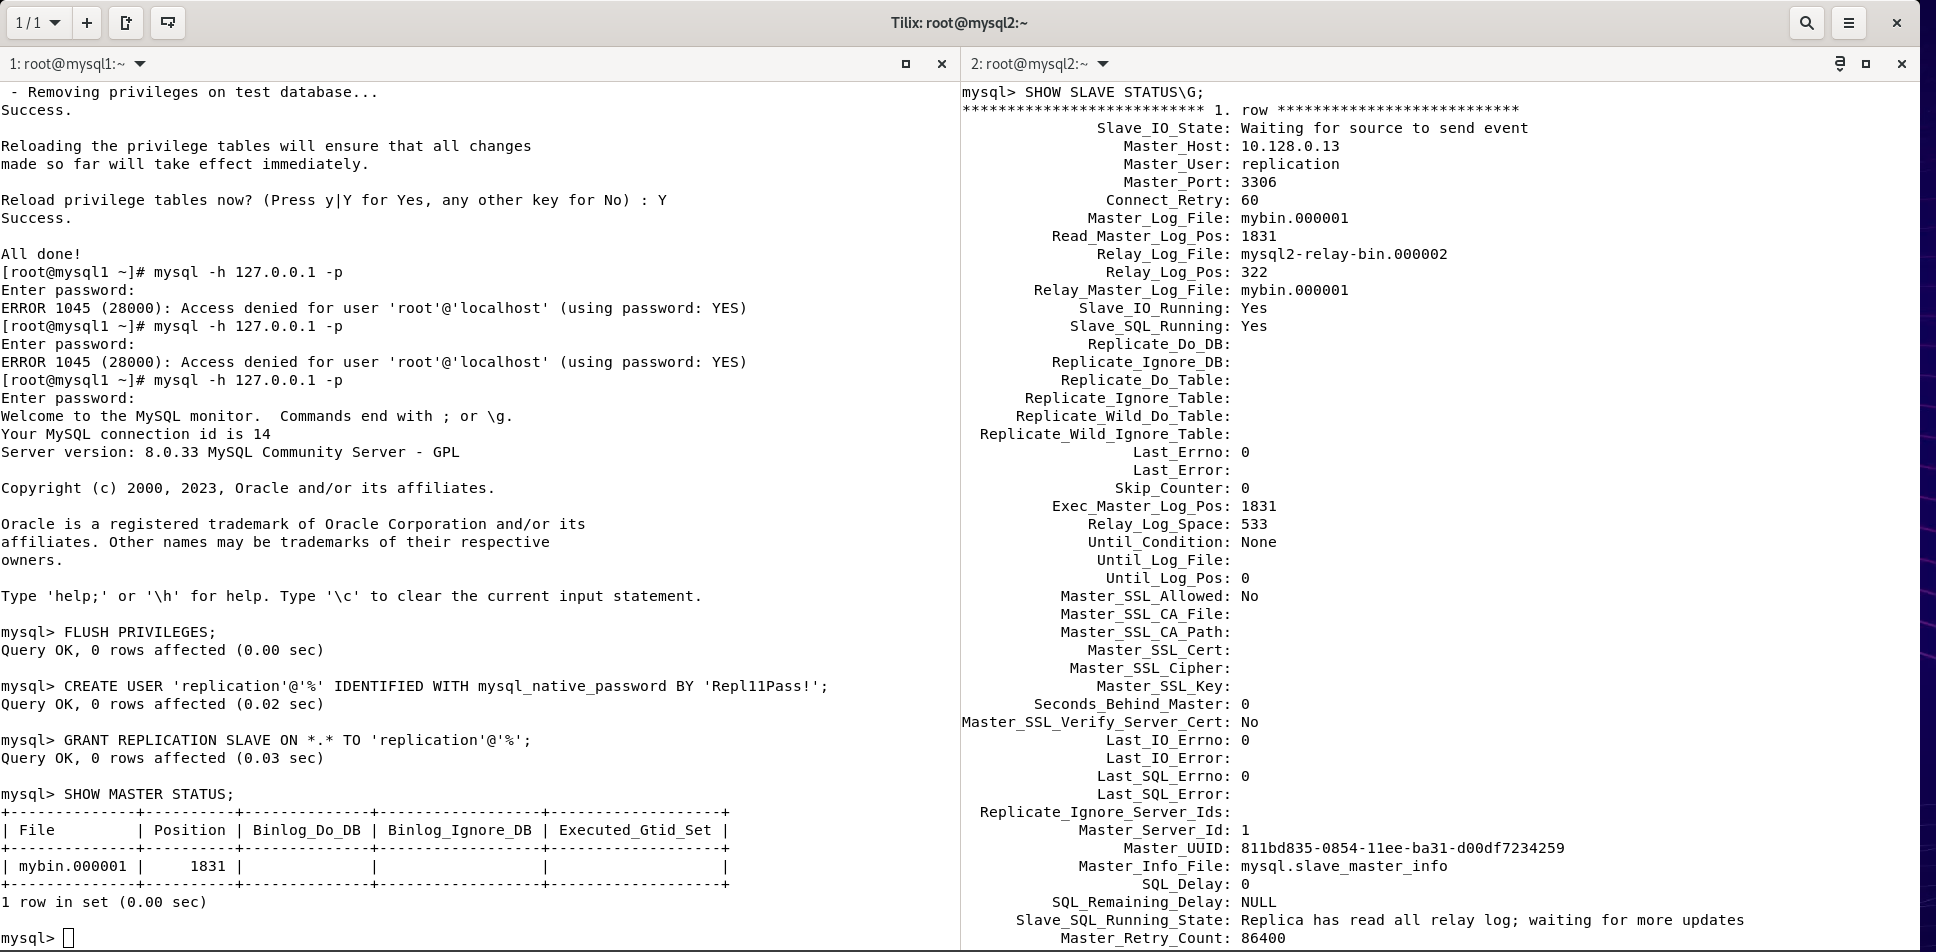 1 / 1
Tilix: root@mysql2:~
1: root@mysql1:~
- Removing privileges on test database...
Success.
Reloading the privilege tables will ensure that all changes
made so far will take effect immediately.
Reload privilege tables now? (Press y|Y for Yes, any other key for No) : Y
Success.
All done!
[root@mysql1 ~]# mysql -h 127.0.0.1 -p
Enter password:
ERROR 1045 (28000): Access denied for user 'root'@'localhost' (using password: YES)
[root@mysql1 ~]# mysql -h 127.0.0.1 -p
Enter password:
ERROR 1045 (28000): Access denied for user 'root'@'localhost' (using password: YES)
[root@mysql1 ~]# mysql -h 127.0.0.1 -p
Enter password:
Welcome to the MySQL monitor.  Commands end with ; or \g.
Your MySQL connection id is 14
Server version: 8.0.33 MySQL Community Server - GPL
Copyright (c) 2000, 2023, Oracle and/or its affiliates.
Oracle is a registered trademark of Oracle Corporation and/or its
affiliates. Other names may be trademarks of their respective
owners.
Type 'help;' or '\h' for help. Type '\c' to clear the current input statement.
mysql> FLUSH PRIVILEGES;
Query OK, 0 rows affected (0.00 sec)
mysql> CREATE USER 'replication'@'%' IDENTIFIED WITH mysql_native_password BY 'Repl11Pass!';
Query OK, 0 rows affected (0.02 sec)
mysql> GRANT REPLICATION SLAVE ON *.* TO 'replication'@'%';
Query OK, 0 rows affected (0.03 sec)
mysql> SHOW MASTER STATUS;
+--------------+----------+--------------+------------------+-------------------+
| File         | Position | Binlog_Do_DB | Binlog_Ignore_DB | Executed_Gtid_Set |
+--------------+----------+--------------+------------------+-------------------+
| mybin.000001 |     1831 |              |                  |                   |
+--------------+----------+--------------+------------------+-------------------+
1 row in set (0.00 sec)
mysql>
2: root@mysql2:~
mysql> SHOW SLAVE STATUS\G;
*************************** 1. row ***************************
Slave_IO_State: Waiting for source to send event
Master_Host: 10.128.0.13
Master_User: replication
Master_Port: 3306
Connect_Retry: 60
Master_Log_File: mybin.000001
Read_Master_Log_Pos: 1831
Relay_Log_File: mysql2-relay-bin.000002
Relay_Log_Pos: 322
Relay_Master_Log_File: mybin.000001
Slave_IO_Running: Yes
Slave_SQL_Running: Yes
Replicate_Do_DB:
Replicate_Ignore_DB:
Replicate_Do_Table:
Replicate_Ignore_Table:
Replicate_Wild_Do_Table:
Replicate_Wild_Ignore_Table:
Last_Errno: 0
Last_Error:
Skip_Counter: 0
Exec_Master_Log_Pos: 1831
Relay_Log_Space: 533
Until_Condition: None
Until_Log_File:
Until_Log_Pos: 0
Master_SSL_Allowed: No
Master_SSL_CA_File:
Master_SSL_CA_Path:
Master_SSL_Cert:
Master_SSL_Cipher:
Master_SSL_Key:
Seconds_Behind_Master: 0
Master_SSL_Verify_Server_Cert: No
Last_IO_Errno: 0
Last_IO_Error:
Last_SQL_Errno: 0
Last_SQL_Error:
Replicate_Ignore_Server_Ids:
Master_Server_Id: 1
Master_UUID: 811bd835-0854-11ee-ba31-d00df7234259
Master_Info_File: mysql.slave_master_info
SQL_Delay: 0
SQL_Remaining_Delay: NULL
Slave_SQL_Running_State: Replica has read all relay log; waiting for more updates
Master_Retry_Count: 86400